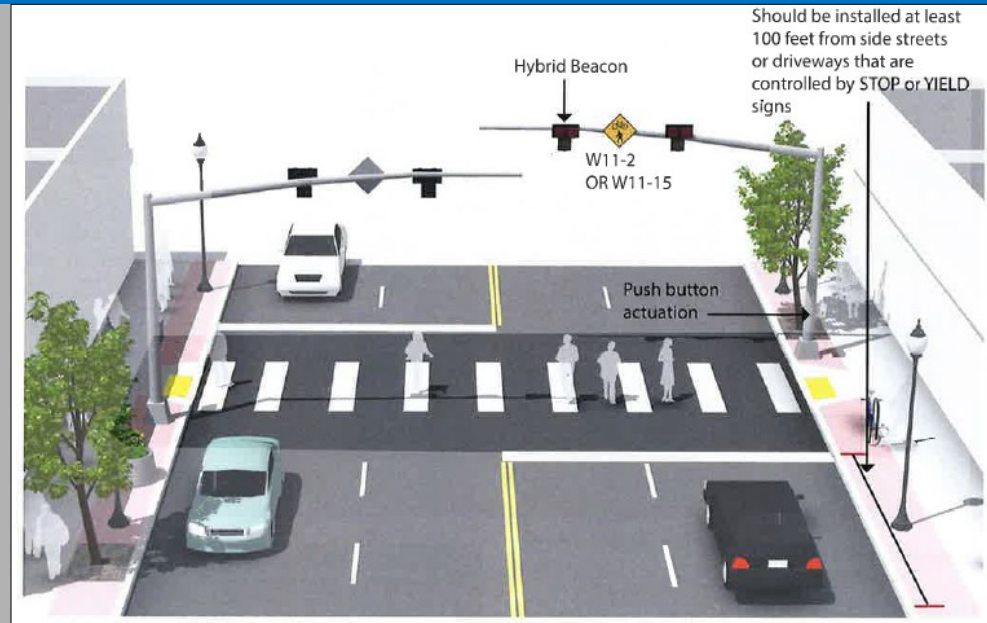 Should be installed at least
100 feet from side streets
or driveways that are
controlled by STOP or YIELD
signs
Hybrid Beacon
W11-2
OR W11-15
Push button
actuation